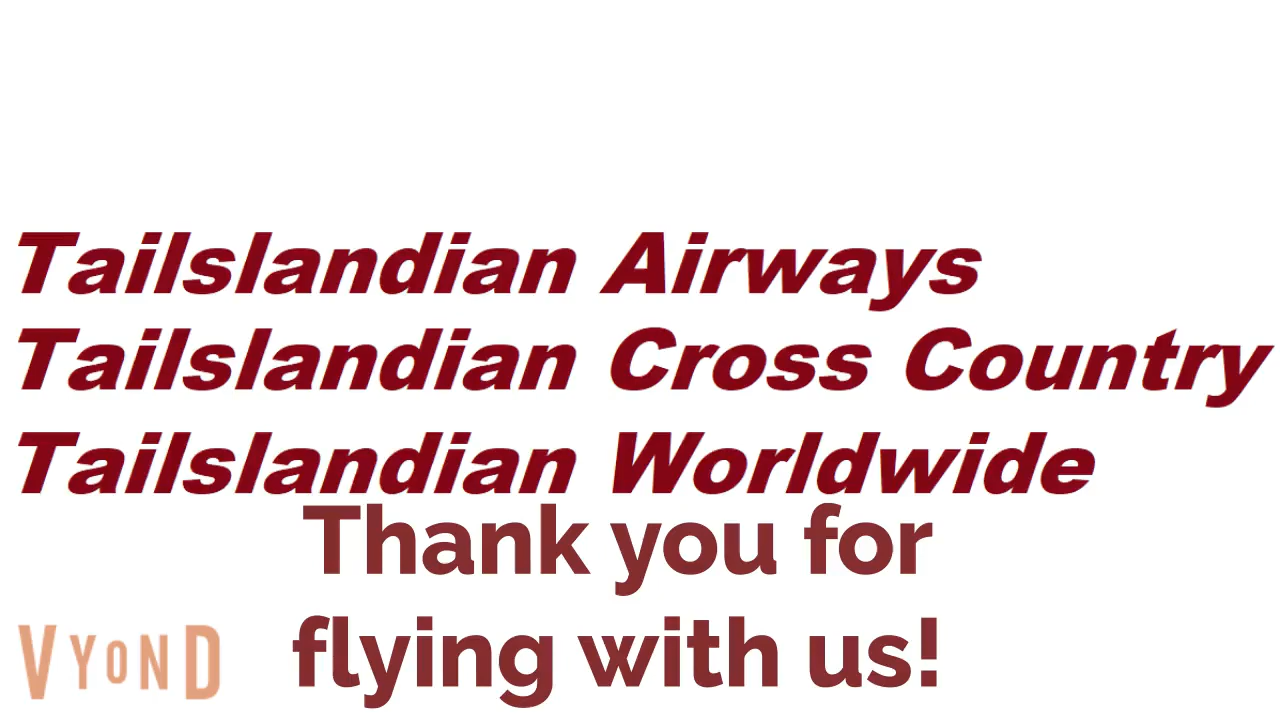 Tailslandian Airways
Tailslandian Cross Country
Tailslandian Worldwide
Thank you for
flying with us!
VYOND